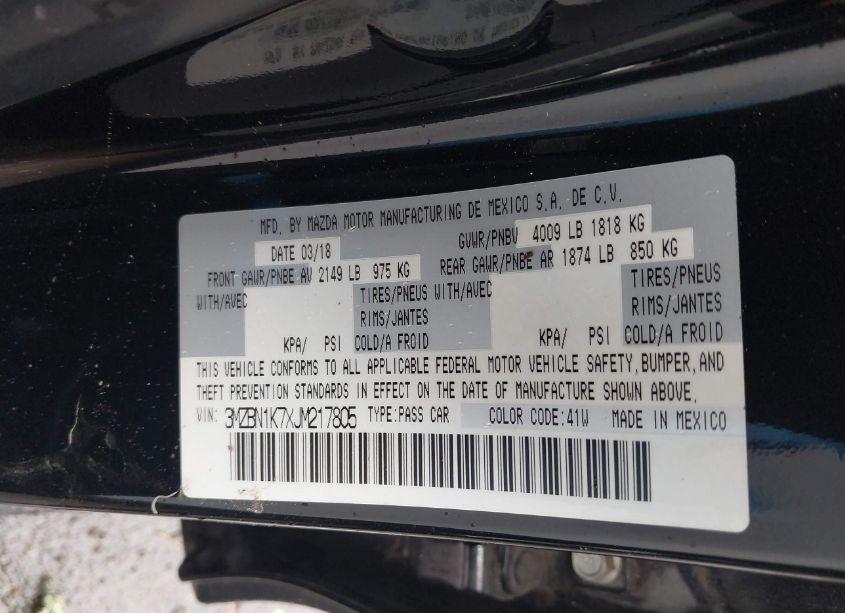 MFD. BY MAZDA MOTOR MANUFACTURING DE MEXICO S.A. DE C.V.
DATE 03/18 GVWR/PNBV 4009 LB 1818 KG
FRONT GAWR/PNBE AV 2149 LB 975 KG REAR GAWR/PNBE AR 1874 LB 850 KG
WITH/AVEC TIRES/PNEUS WITH/AVEC TIRES/PNEUS
RIMS/JANTES RIMS/JANTES
KPA/ PSI COLD/A FROID KPA/ PSI COLD/A FROID
THIS VEHICLE CONFORMS TO ALL APPLICABLE FEDERAL MOTOR VEHICLE SAFETY, BUMPER, AND
THEFT PREVENTION STANDARDS IN EFFECT ON THE DATE OF MANUFACTURE SHOWN ABOVE.
VIN: 3MZBN1K7XJM217805 TYPE:PASS CAR COLOR CODE:41W MADE IN MEXICO